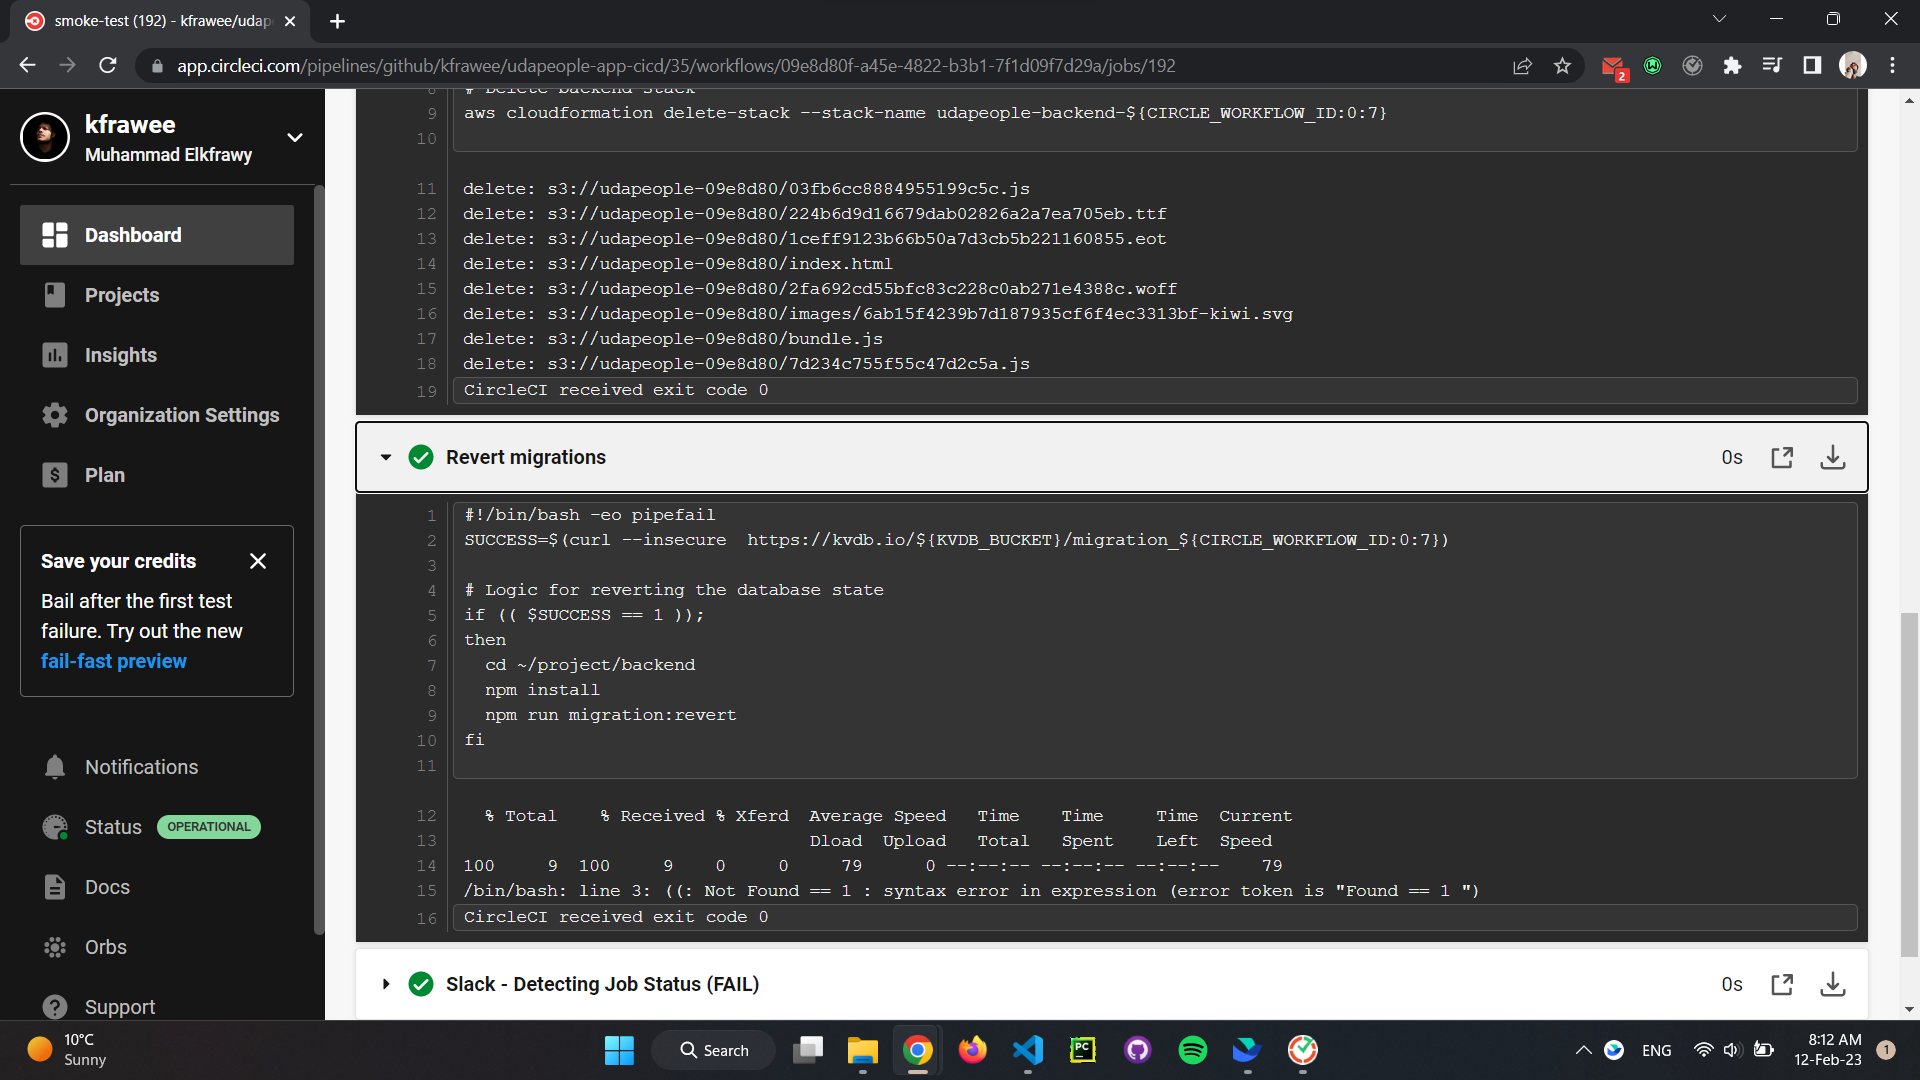 smoke-test (192) - kfrawee/udap
app.circleci.com/pipelines/github/kfrawee/udapeople-app-cicd/35/workflows/09e8d80f-a45e-4822-b3b1-7f1d09f7d29a/jobs/192
2
kfrawee
Muhammad Elkfrawy
Dashboard
Projects
Insights
Organization Settings
Plan
Save your credits
Bail after the first test
failure. Try out the new
fail-fast preview
Notifications
Status OPERATIONAL
Docs
Orbs
Support
8 # Delete backend stack
9 aws cloudformation delete-stack --stack-name udapeople-backend-${CIRCLE_WORKFLOW_ID:0:7}
10
11 delete: s3://udapeople-09e8d80/03fb6cc8884955199c5c.js
12 delete: s3://udapeople-09e8d80/224b6d9d16679dab02826a2a7ea705eb.ttf
13 delete: s3://udapeople-09e8d80/1ceff9123b66b50a7d3cb5b221160855.eot
14 delete: s3://udapeople-09e8d80/index.html
15 delete: s3://udapeople-09e8d80/2fa692cd55bfc83c228c0ab271e4388c.woff
16 delete: s3://udapeople-09e8d80/images/6ab15f4239b7d187935cf6f4ec3313bf-kiwi.svg
17 delete: s3://udapeople-09e8d80/bundle.js
18 delete: s3://udapeople-09e8d80/7d234c755f55c47d2c5a.js
19 CircleCI received exit code 0
Revert migrations 0s
1 #!/bin/bash -eo pipefail
2 SUCCESS=$(curl --insecure  https://kvdb.io/${KVDB_BUCKET}/migration_${CIRCLE_WORKFLOW_ID:0:7})
3
4 # Logic for reverting the database state
5 if (( $SUCCESS == 1 ));
6 then
7   cd ~/project/backend
8   npm install
9   npm run migration:revert
10 fi
11
12   % Total    % Received % Xferd  Average Speed   Time    Time     Time  Current
13                                  Dload  Upload   Total   Spent    Left  Speed
14 100     9  100     9    0     0     79      0 --:--:-- --:--:-- --:--:--    79
15 /bin/bash: line 3: ((: Not Found == 1 : syntax error in expression (error token is "Found == 1 ")
16 CircleCI received exit code 0
Slack - Detecting Job Status (FAIL) 0s
10°C
Sunny
Search
PC
ENG
8:12 AM
12-Feb-23
1